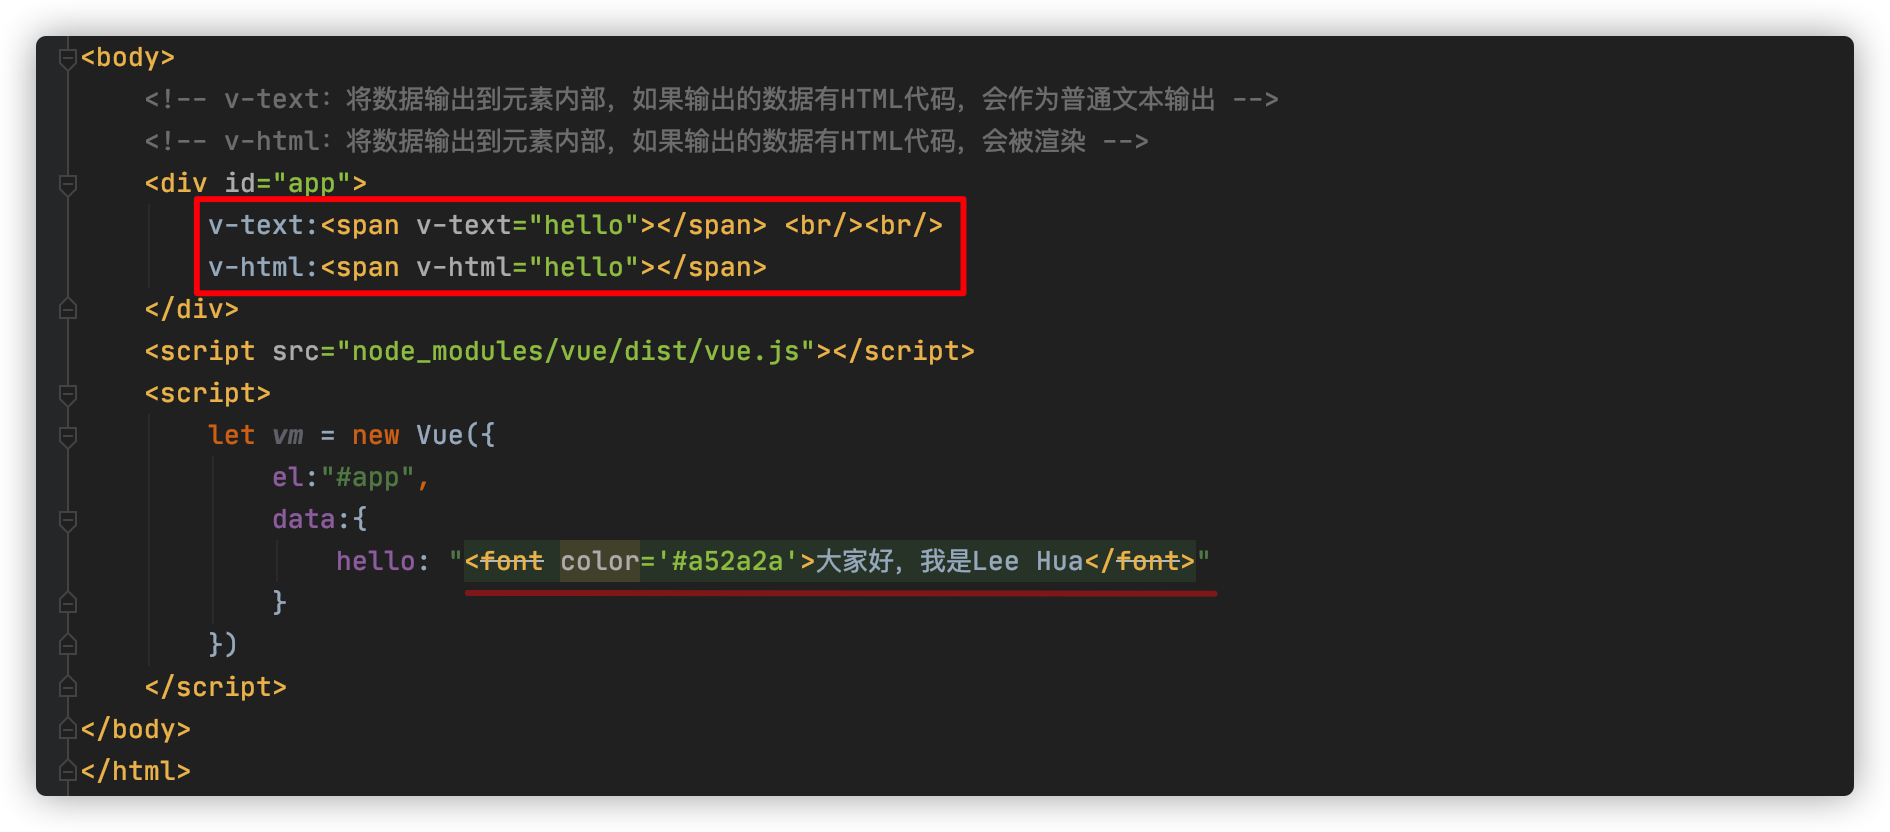 <body>
<!-- v-text：将数据输出到元素内部，如果输出的数据有HTML代码，会作为普通文本输出 -->
<!-- v-html：将数据输出到元素内部，如果输出的数据有HTML代码，会被渲染 -->
<div id="app">
v-text:<span v-text="hello"></span> <br/><br/>
v-html:<span v-html="hello"></span>
</div>
<script src="node_modules/vue/dist/vue.js"></script>
<script>
let vm = new Vue({
el:"#app",
data:{
hello: "<font color='#a52a2a'>大家好，我是Lee Hua</font>"
}
})
</script>
</body>
</html>